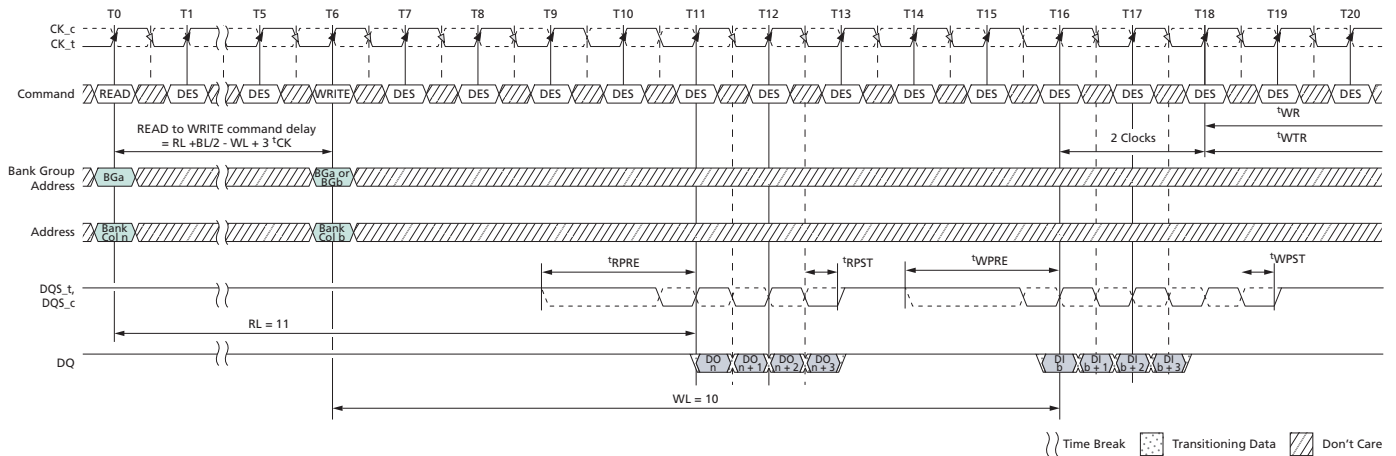 T0 T1 T5 T6 T7 T8 T9 T10 T11 T12 T13 T14 T15 T16 T17 T18 T19 T20
CK_c
CK_t
Command READ DES DES WRITE DES DES DES DES DES DES DES DES DES DES DES DES DES DES
tWR
READ to WRITE command delay
= RL +BL/2 - WL + 3 tCK
2 Clocks
tWTR
Bank Group
Address
BGa
BGa or
BGb
Address
Bank
Col n
Bank
Col b
tRPRE tRPST tWPRE tWPST
DQS_t,
DQS_c
RL = 11
DQ
DO
n
DO
n + 1
DO
n + 2
DO
n + 3
DI
b
DI
b + 1
DI
b + 2
DI
b + 3
WL = 10
Time Break Transitioning Data Don't Care